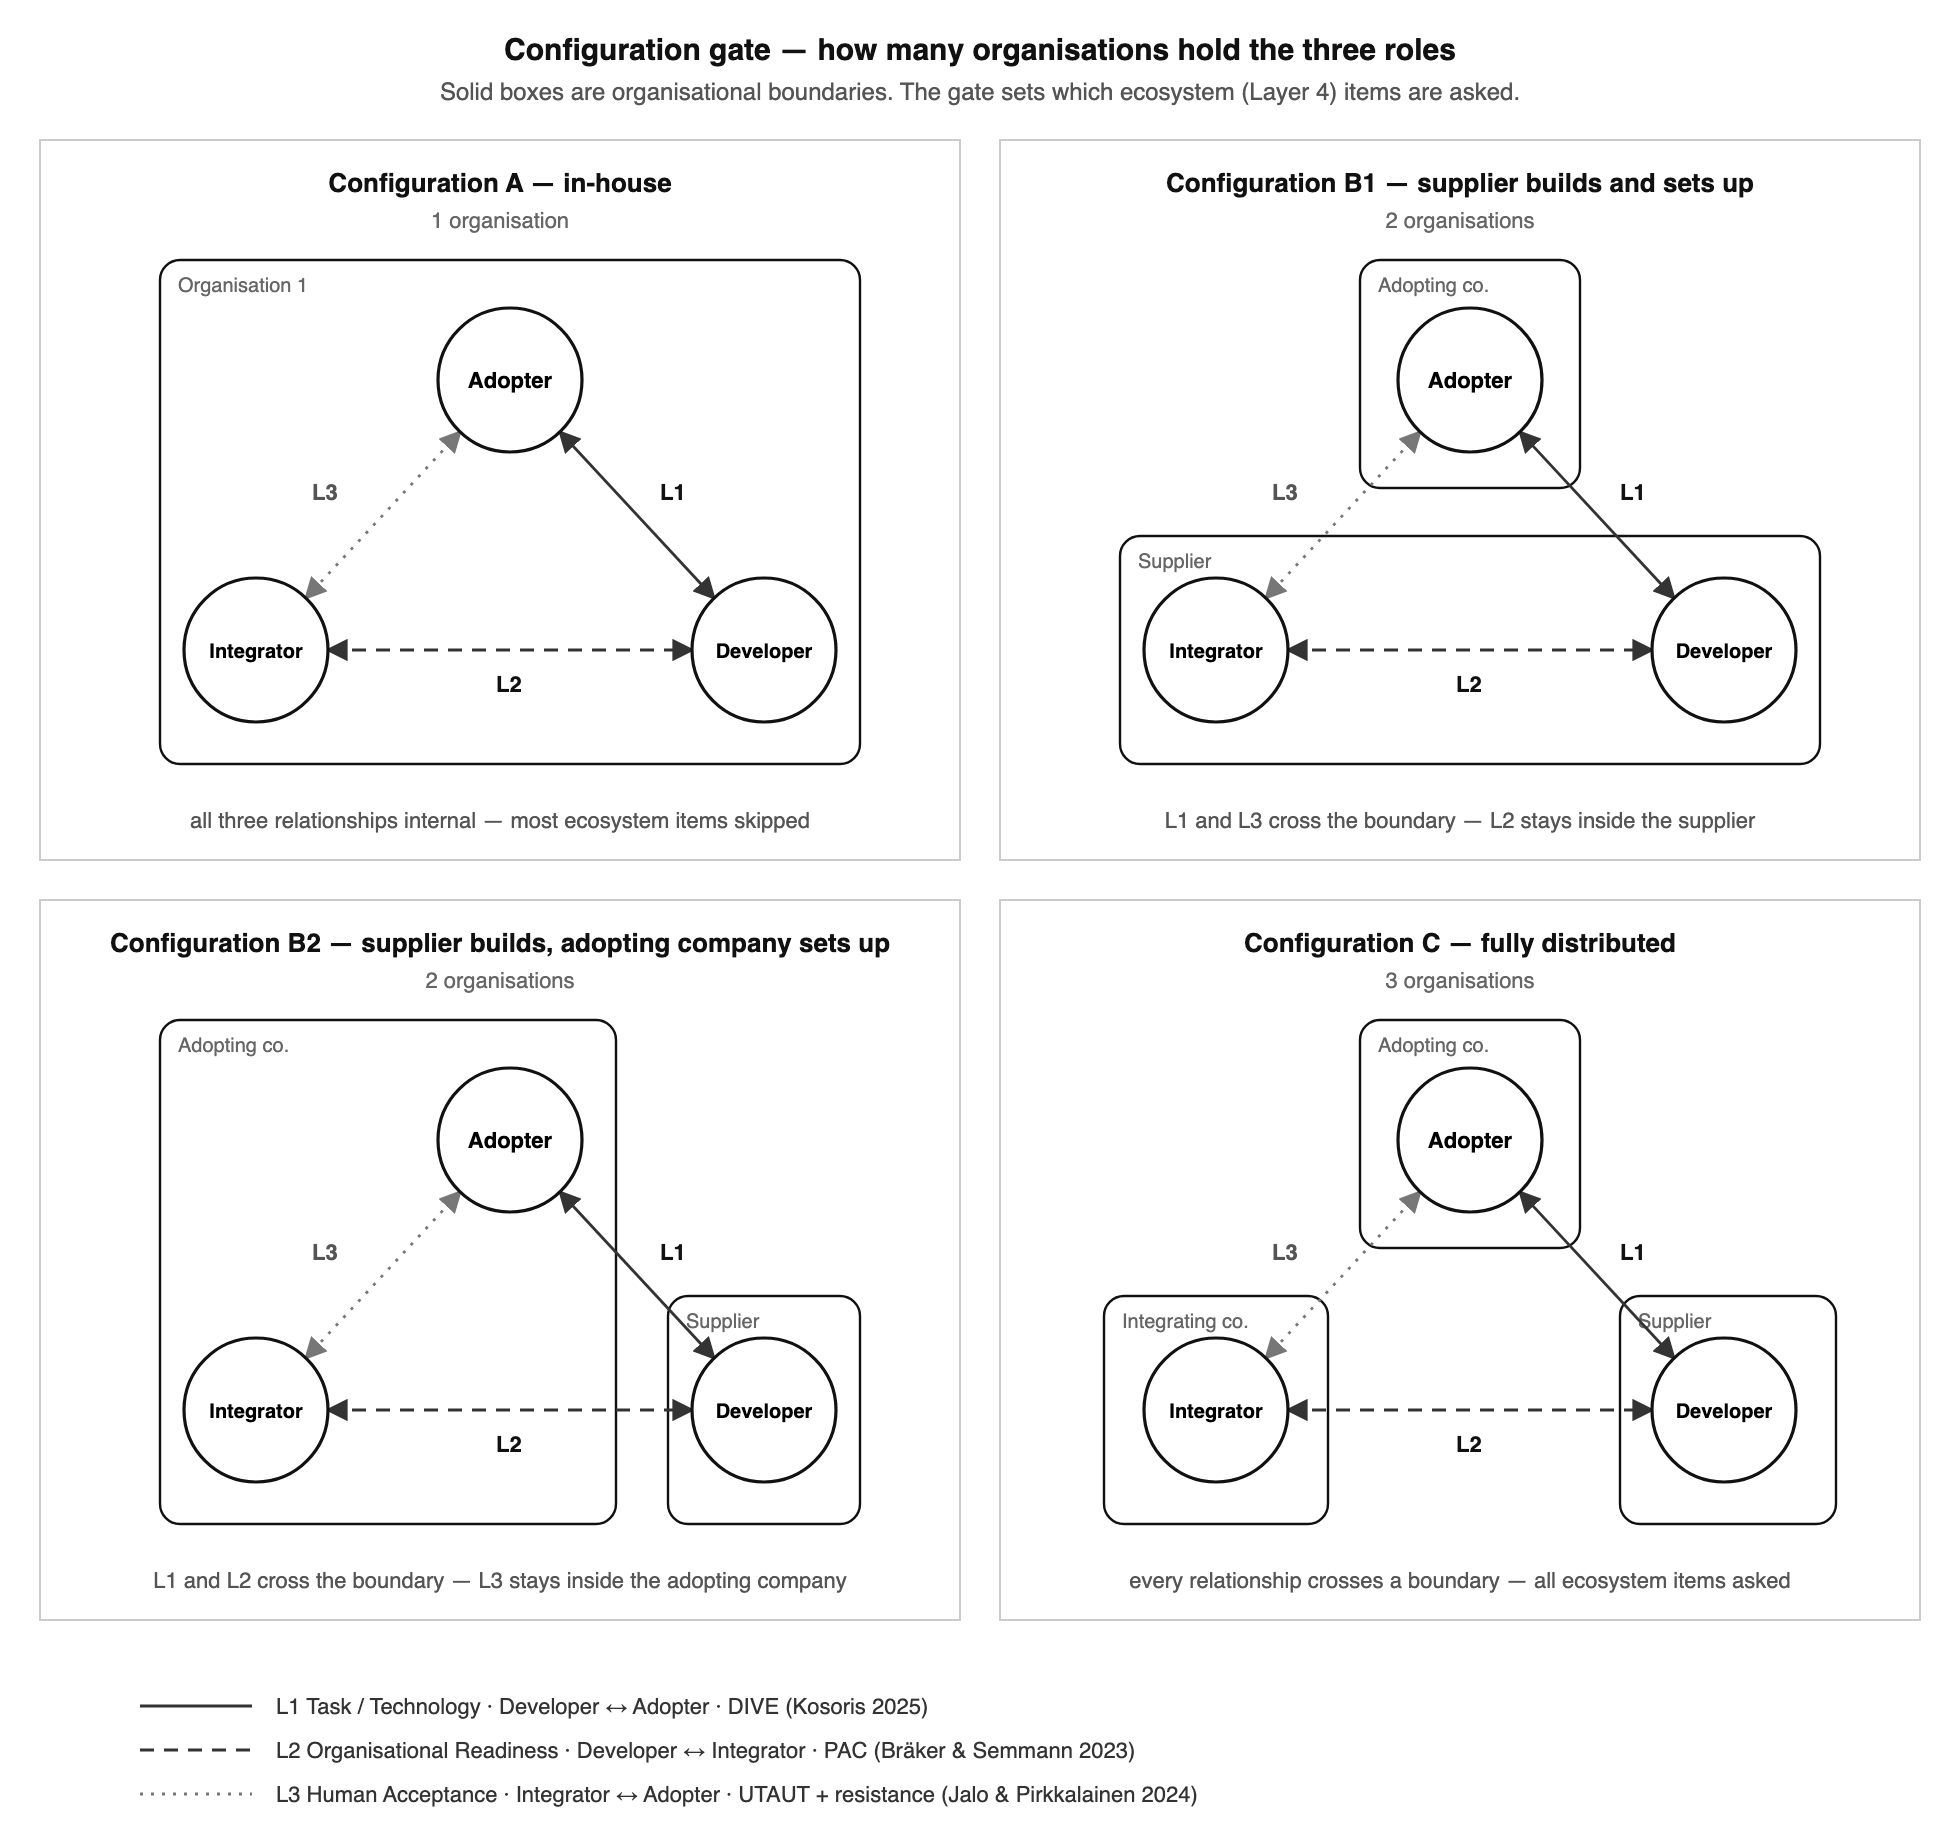 Configuration gate — how many organisations hold the three roles
Solid boxes are organisational boundaries. The gate sets which ecosystem (Layer 4) items are asked.
Configuration A — in-house
1 organisation
Organisation 1
Adopter
L3
L1
Integrator
Developer
L2
all three relationships internal — most ecosystem items skipped
Configuration B1 — supplier builds and sets up
2 organisations
Adopting co.
Adopter
L3
L1
Supplier
Integrator
Developer
L2
L1 and L3 cross the boundary — L2 stays inside the supplier
Configuration B2 — supplier builds, adopting company sets up
2 organisations
Adopting co.
Adopter
L3
L1
Supplier
Integrator
Developer
L2
L1 and L2 cross the boundary — L3 stays inside the adopting company
Configuration C — fully distributed
3 organisations
Adopting co.
Adopter
L3
L1
Integrating co.
Supplier
Integrator
Developer
L2
every relationship crosses a boundary — all ecosystem items asked
L1 Task / Technology · Developer ↔ Adopter · DIVE (Kosoris 2025)
L2 Organisational Readiness · Developer ↔ Integrator · PAC (Bräker & Semmann 2023)
L3 Human Acceptance · Integrator ↔ Adopter · UTAUT + resistance (Jalo & Pirkkalainen 2024)